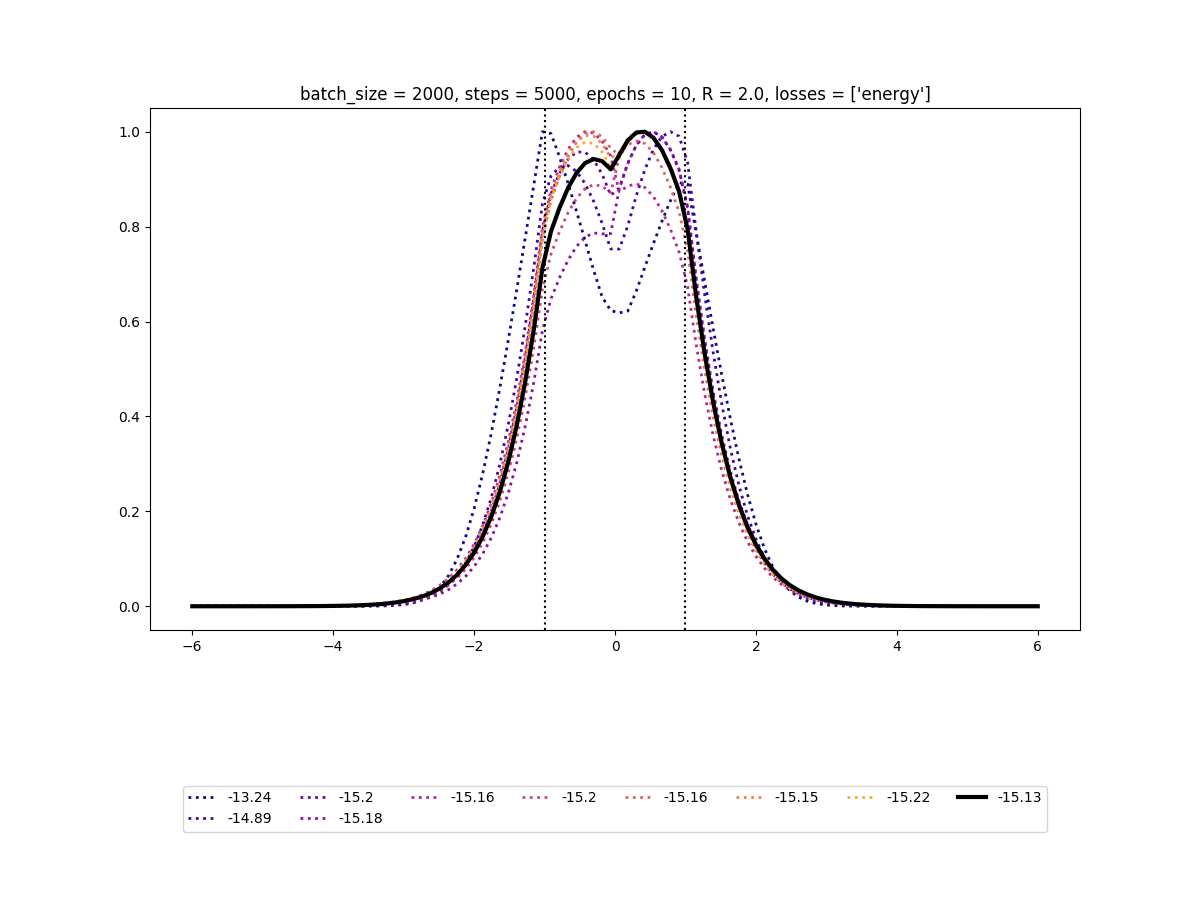 batch_size = 2000, steps = 5000, epochs = 10, R = 2.0, losses = ['energy']
1.0
0.8
0.6
0.4
0.2
0.0
−6 −4 −2 0 2 4 6
-13.24 -15.2 -15.16 -15.2 -15.16 -15.15 -15.22 -15.13
-14.89 -15.18